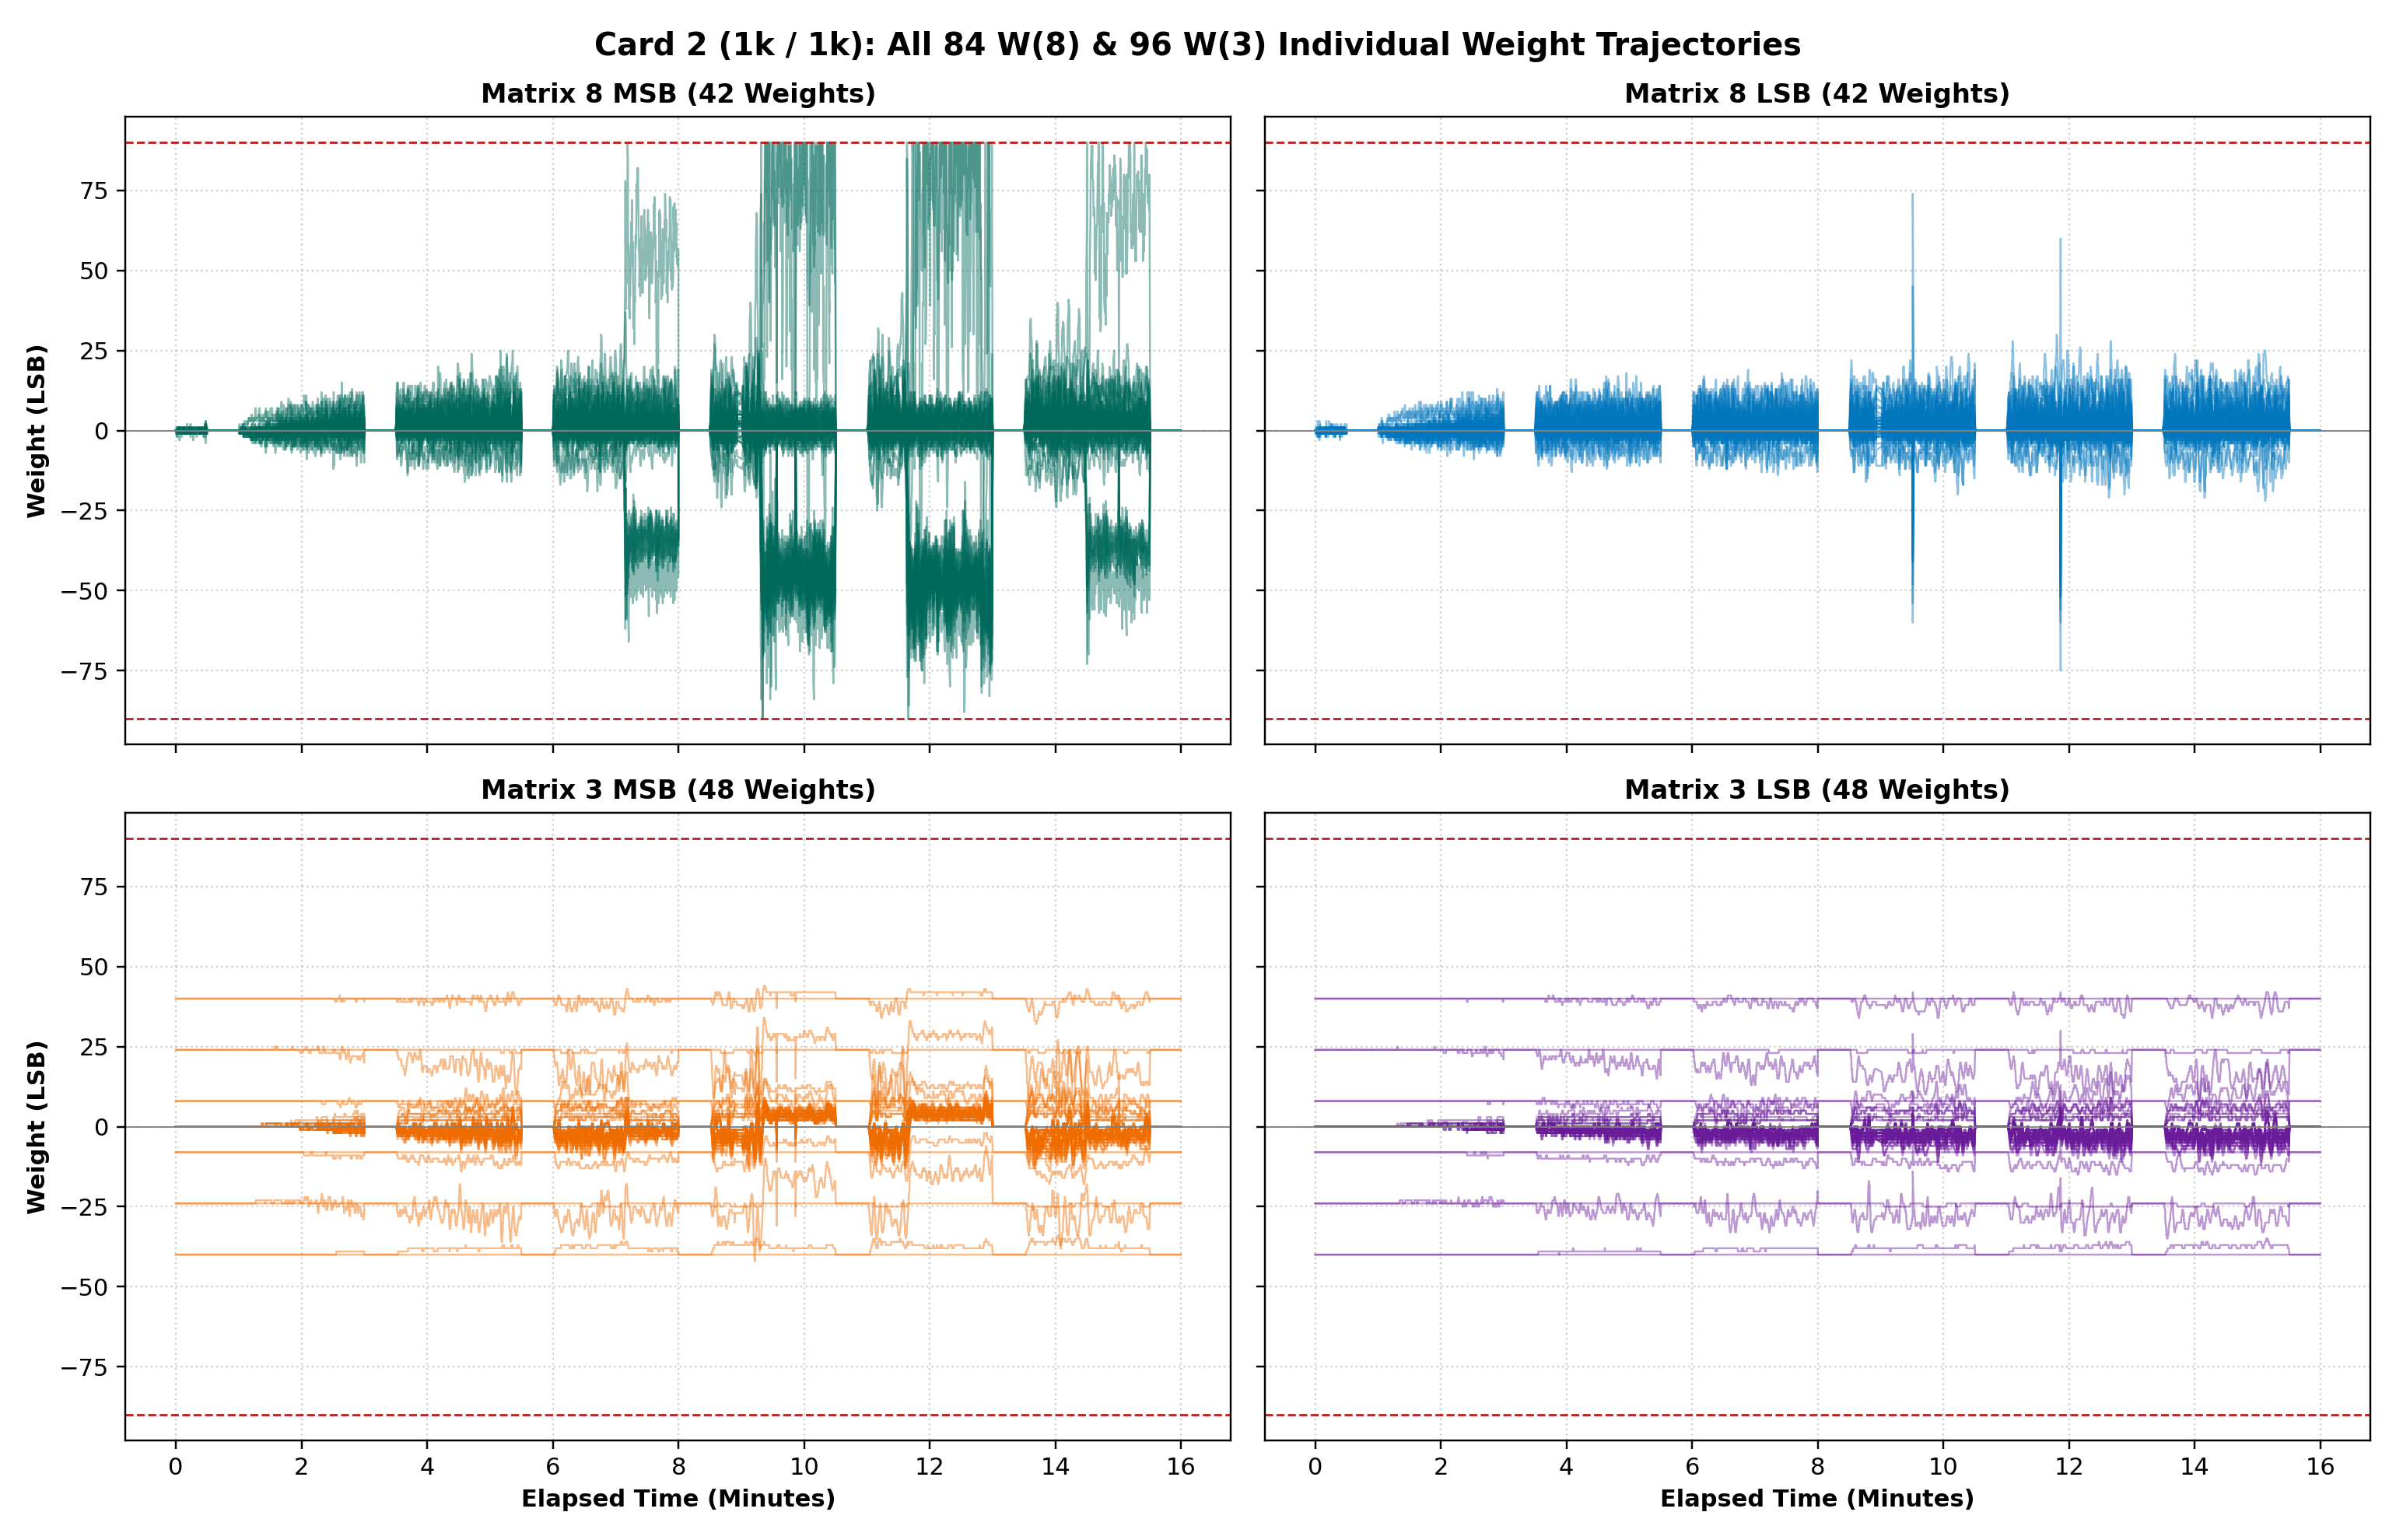 Card 2 (1k / 1k): All 84 W(8) & 96 W(3) Individual Weight Trajectories
Matrix 8 MSB (42 Weights)
Matrix 8 LSB (42 Weights)
Weight (LSB)
75
50
25
0
−25
−50
−75
Matrix 3 MSB (48 Weights)
Matrix 3 LSB (48 Weights)
Weight (LSB)
75
50
25
0
−25
−50
−75
0 2 4 6 8 10 12 14 16
0 2 4 6 8 10 12 14 16
Elapsed Time (Minutes)
Elapsed Time (Minutes)